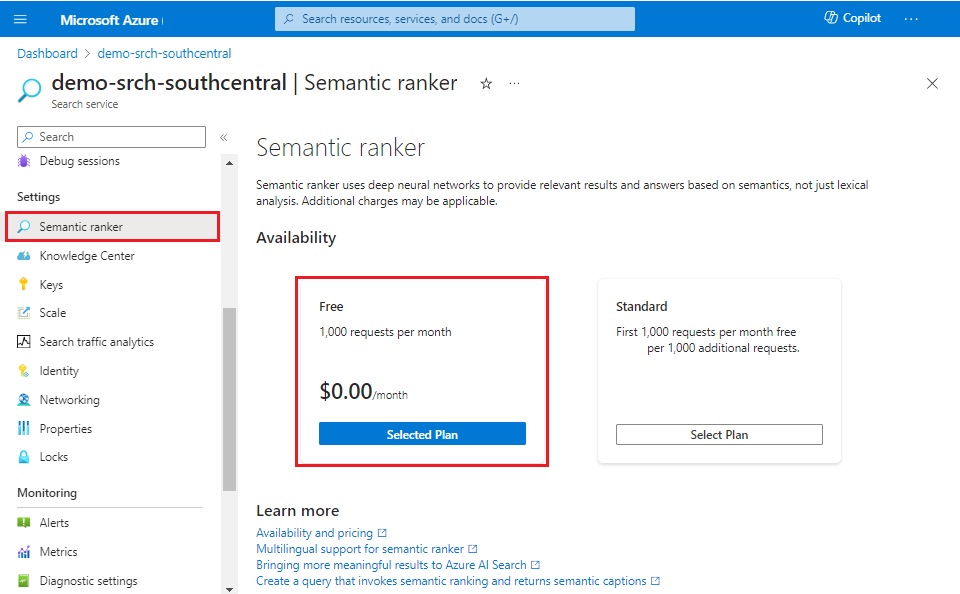 Microsoft Azure
Search resources, services, and docs (G+/)
Copilot
Dashboard > demo-srch-southcentral
demo-srch-southcentral | Semantic ranker
Search service
Search
Debug sessions
Settings
Semantic ranker
Knowledge Center
Keys
Scale
Search traffic analytics
Identity
Networking
Properties
Locks
Monitoring
Alerts
Metrics
Diagnostic settings
Semantic ranker
Semantic ranker uses deep neural networks to provide relevant results and answers based on semantics, not just lexical
analysis. Additional charges may be applicable.
Availability
Free
1,000 requests per month
$0.00/month
Selected Plan
Standard
First 1,000 requests per month free
per 1,000 additional requests.
Select Plan
Learn more
Availability and pricing
Multilingual support for semantic ranker
Bringing more meaningful results to Azure AI Search
Create a query that invokes semantic ranking and returns semantic captions